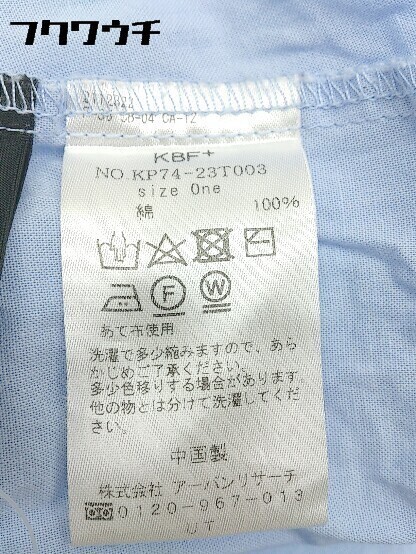 フクワウチ
KBF+
NO.KP74-23T003
size One
綿 100%
F
W
あて布使用
洗濯で多少縮みますので、あら
かじめご了承ください。
多少色移りする場合があります
他の物とは分けて洗濯してくだ
さい。
中国製
株式会社 アーバンリサーチ
0120-967-013
UT